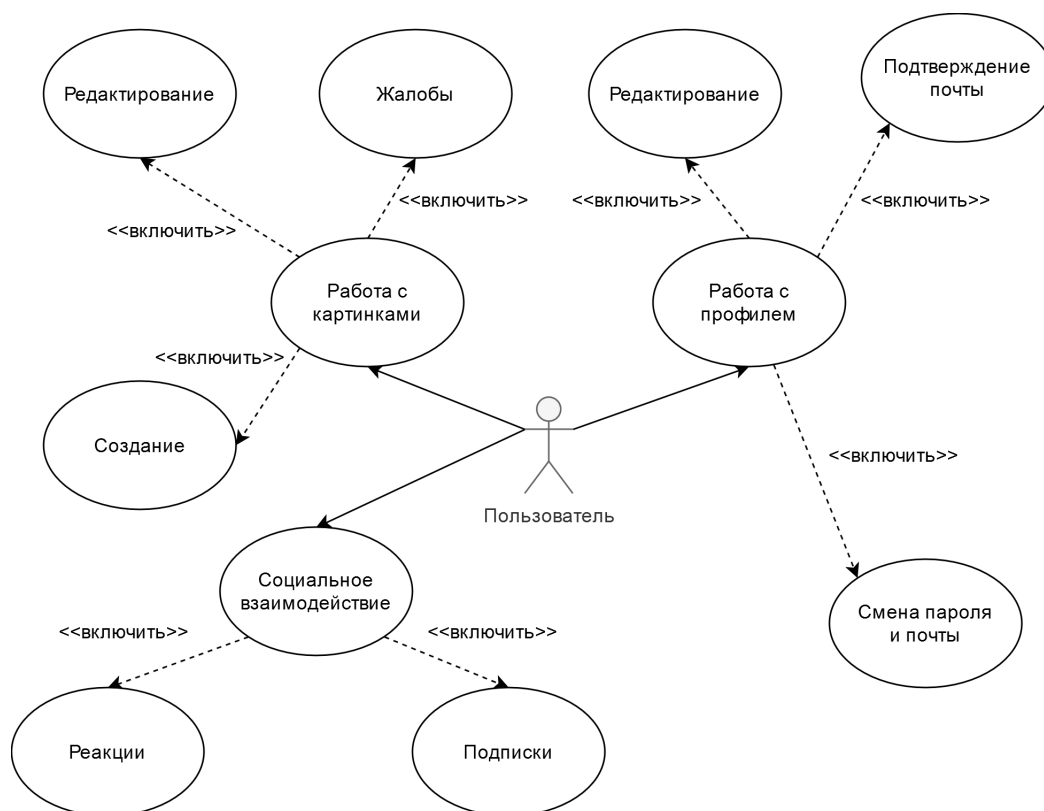 Редактирование
Жалобы
Редактирование
Подтверждение
почты
<<включить>>
<<включить>>
<<включить>>
<<включить>>
Работа с
картинками
Работа с
профилем
<<включить>>
Создание
<<включить>>
Пользователь
Социальное
взаимодействие
Смена пароля
и почты
<<включить>>
<<включить>>
Реакции
Подписки